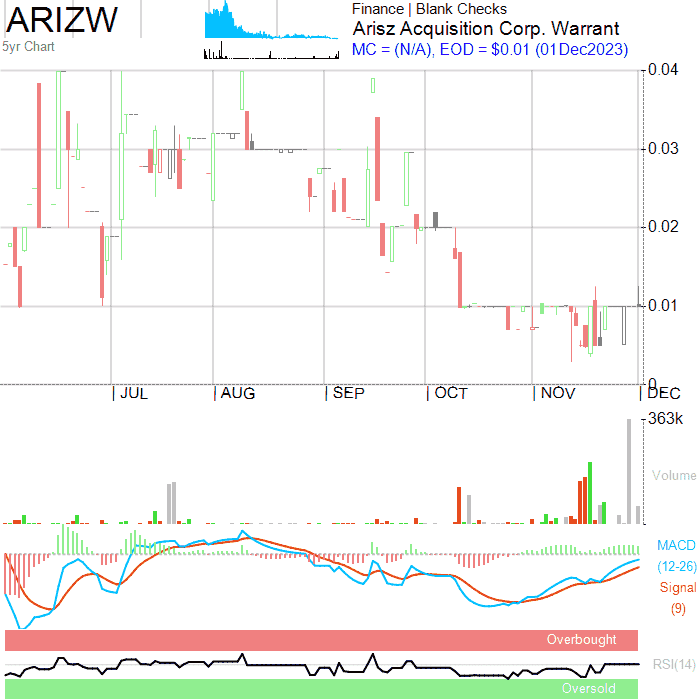 ARIZW
5yr Chart
Finance | Blank Checks
Arisz Acquisition Corp. Warrant
MC = (N/A), EOD = $0.01 (01Dec2023)
0.04
0.03
0.02
0.01
0
JUL
AUG
SEP
OCT
NOV
DEC
363k
Volume
MACD
(12-26)
Signal
(9)
Overbought
RSI(14)
Oversold